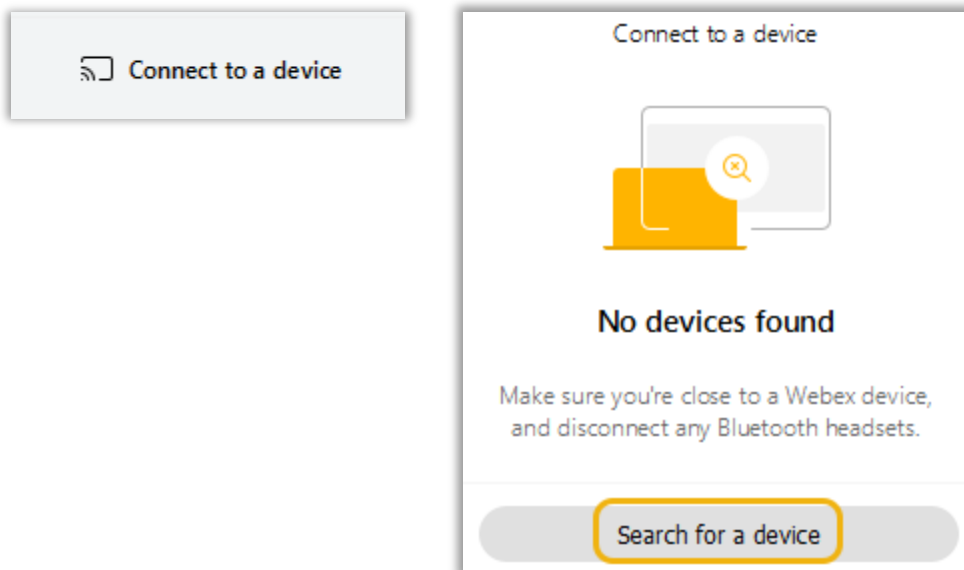 Connect to a device
Connect to a device
No devices found
Make sure you're close to a Webex device,
and disconnect any Bluetooth headsets.
Search for a device